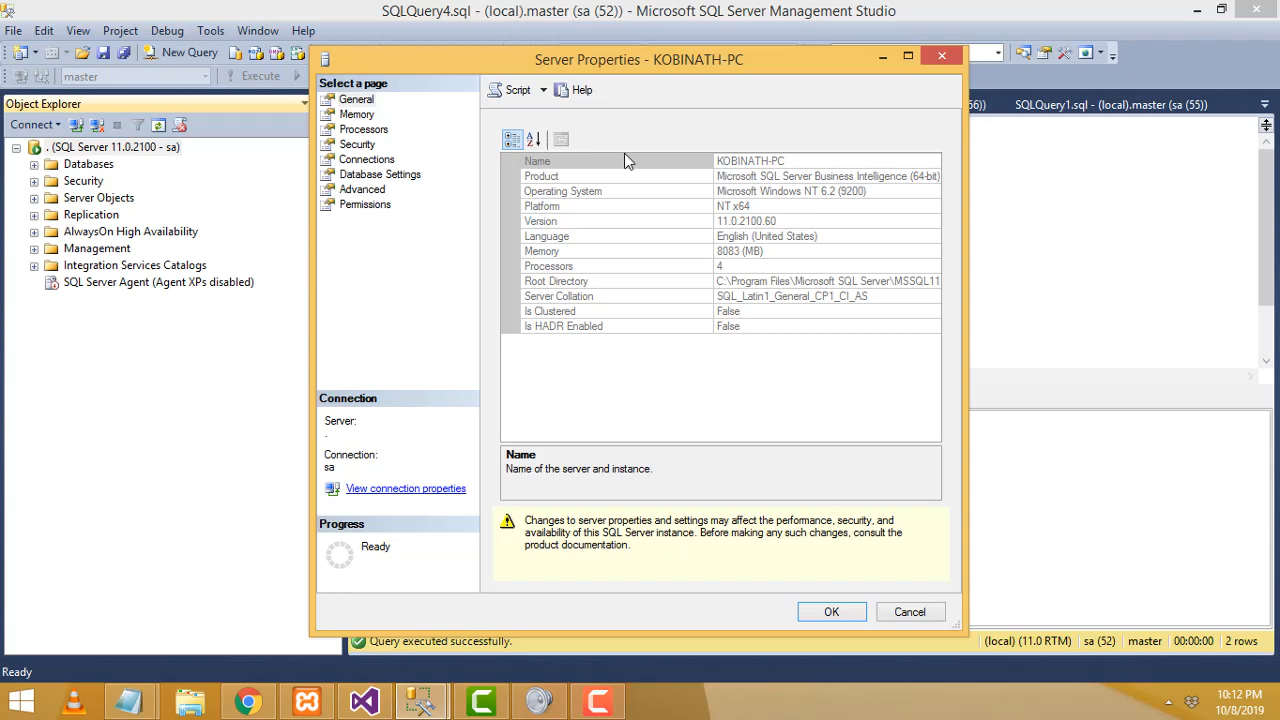 SQLQuery4.sql - (local).master (sa (52)) - Microsoft SQL Server Management Studio
File Edit View Project Debug Tools Window Help
New Query
master Execute
Object Explorer
Connect
. (SQL Server 11.0.2100 - sa)
Databases
Security
Server Objects
Replication
AlwaysOn High Availability
Management
Integration Services Catalogs
SQL Server Agent (Agent XPs disabled)
SQLQuery1.sql - (local).master (sa (55))
Server Properties - KOBINATH-PC
Select a page
General
Memory
Processors
Security
Connections
Database Settings
Advanced
Permissions
Connection
Server:
.
Connection:
sa
View connection properties
Progress
Ready
Script Help
Name KOBINATH-PC
Product Microsoft SQL Server Business Intelligence (64-bit)
Operating System Microsoft Windows NT 6.2 (9200)
Platform NT x64
Version 11.0.2100.60
Language English (United States)
Memory 8083 (MB)
Processors 4
Root Directory C:\Program Files\Microsoft SQL Server\MSSQL11
Server Collation SQL_Latin1_General_CP1_CI_AS
Is Clustered False
Is HADR Enabled False
Name
Name of the server and instance.
Changes to server properties and settings may affect the performance, security, and
availability of this SQL Server instance. Before making any such changes, consult the
product documentation.
OK Cancel
Query executed successfully. (local) (11.0 RTM) sa (52) master 00:00:00 2 rows
Ready
10:12 PM
10/8/2019